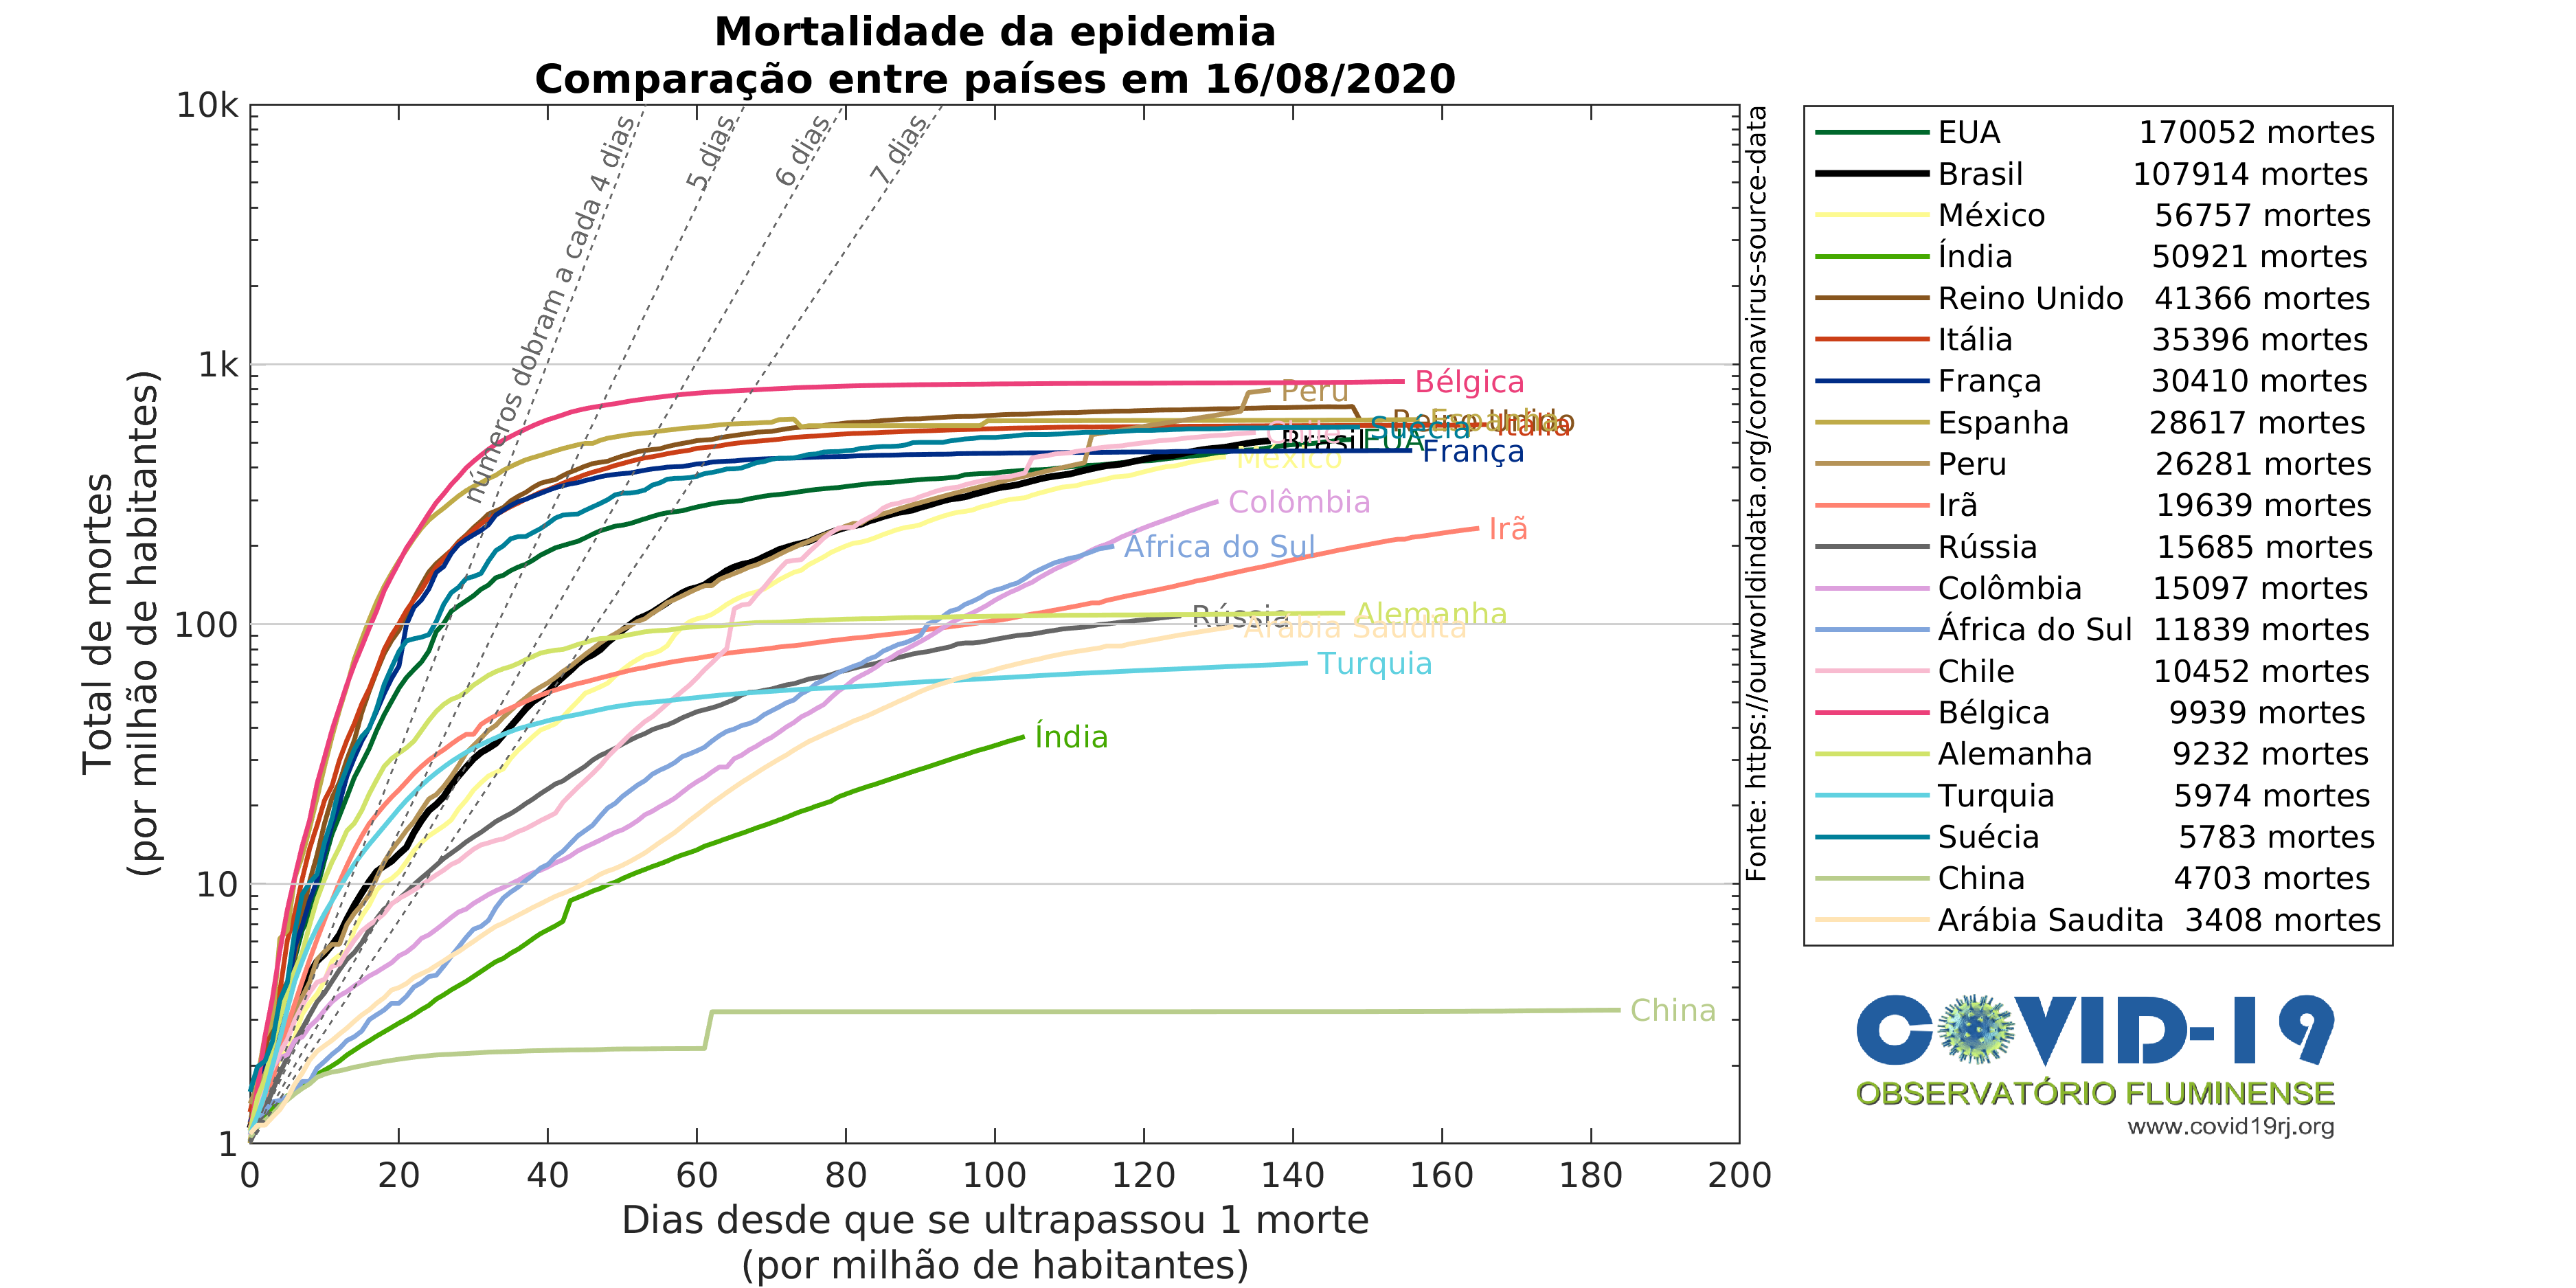 Mortalidade da epidemia
Comparação entre países em 16/08/2020
10k
1k
100
10
1
Total de mortes
(por milhão de habitantes)
números dobram a cada 4 dias
5 dias
6 dias
7 dias
Bélgica
Peru
Reino Unido
Espanha
Itália
Suécia
Chile
Brasil
EUA
França
México
Colômbia
Irã
África do Sul
Rússia
Alemanha
Arábia Saudita
Turquia
Índia
China
0 20 40 60 80 100 120 140 160 180 200
Dias desde que se ultrapassou 1 morte
(por milhão de habitantes)
Fonte: https://ourworldindata.org/coronavirus-source-data
EUA 170052 mortes
Brasil 107914 mortes
México 56757 mortes
Índia 50921 mortes
Reino Unido 41366 mortes
Itália 35396 mortes
França 30410 mortes
Espanha 28617 mortes
Peru 26281 mortes
Irã 19639 mortes
Rússia 15685 mortes
Colômbia 15097 mortes
África do Sul 11839 mortes
Chile 10452 mortes
Bélgica 9939 mortes
Alemanha 9232 mortes
Turquia 5974 mortes
Suécia 5783 mortes
China 4703 mortes
Arábia Saudita 3408 mortes
COVID-19
OBSERVATÓRIO FLUMINENSE
www.covid19rj.org